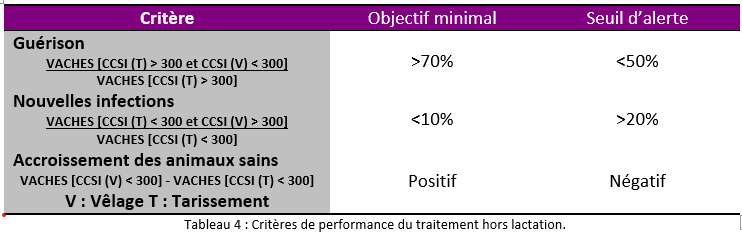 Critère Objectif minimal Seuil d'alerte
Guérison
VACHES [CCSI (T) > 300 et CCSI (V) < 300] >70% <50%
VACHES [CCSI (T) > 300]
Nouvelles infections
VACHES [CCSI (T) < 300 et CCSI (V) > 300] <10% >20%
VACHES [CCSI (T) < 300]
Accroissement des animaux sains
VACHES [CCSI (V) < 300] - VACHES [CCSI (T) < 300] Positif Négatif
V : Vêlage T : Tarissement
Tableau 4 : Critères de performance du traitement hors lactation.